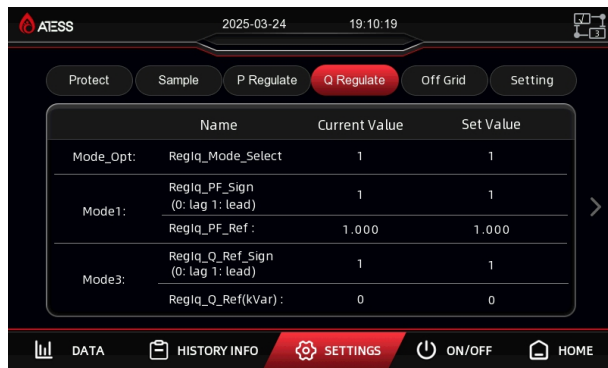 ATESS 2025-03-24 19:10:19
3
Protect Sample P Regulate Q Regulate Off Grid Setting
Name Current Value Set Value
Mode_Opt: RegIq_Mode_Select 1 1
Mode1: RegIq_PF_Sign
(0: lag 1: lead) 1 1
RegIq_PF_Ref : 1.000 1.000
Mode3: RegIq_Q_Ref_Sign
(0: lag 1: lead) 1 1
RegIq_Q_Ref(kVar) : 0 0
DATA HISTORY INFO SETTINGS ON/OFF HOME